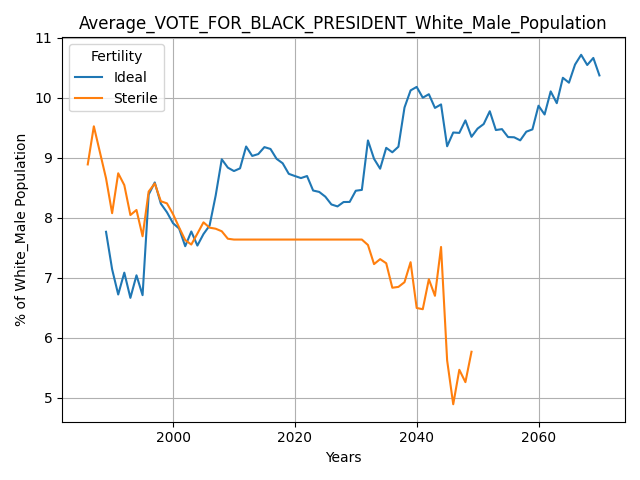 Average_VOTE_FOR_BLACK_PRESIDENT_White_Male_Population
Fertility
Ideal
Sterile
% of White_Male Population
11
10
9
8
7
6
5
2000
2020
2040
2060
Years